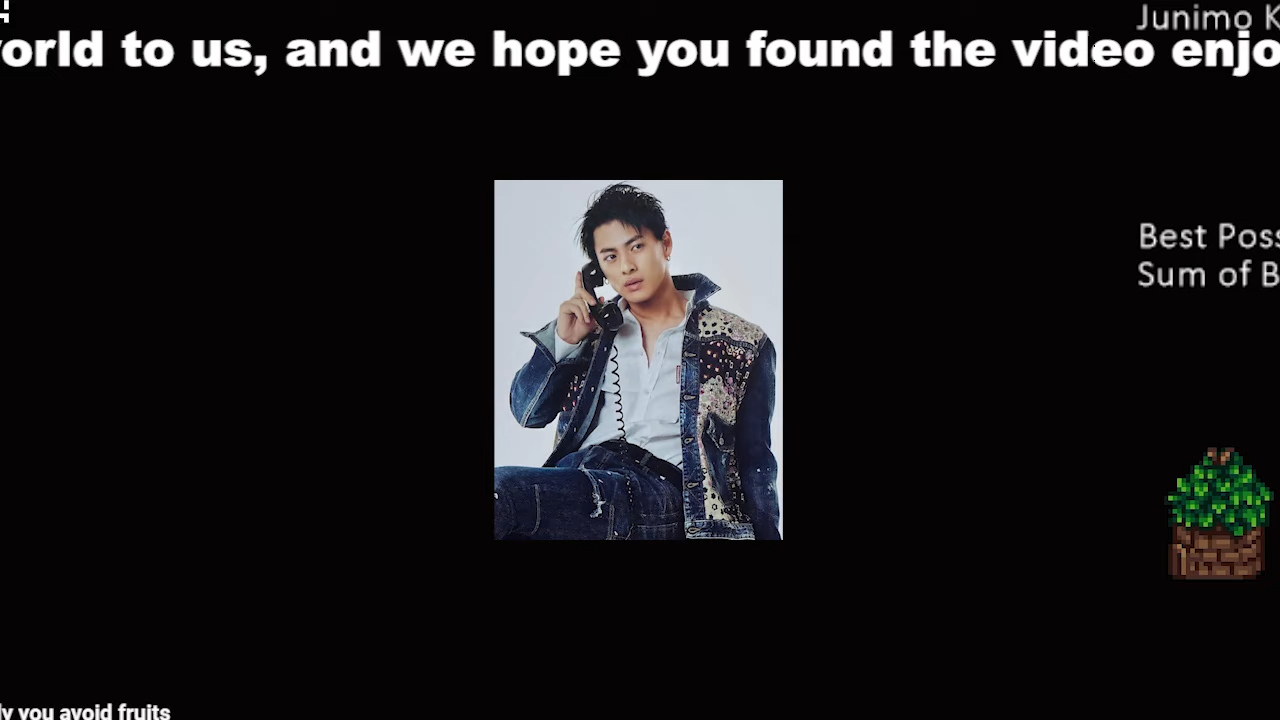 Junimo K
orld to us, and we hope you found the video enjo
Best Poss
Sum of B
ly you avoid fruits